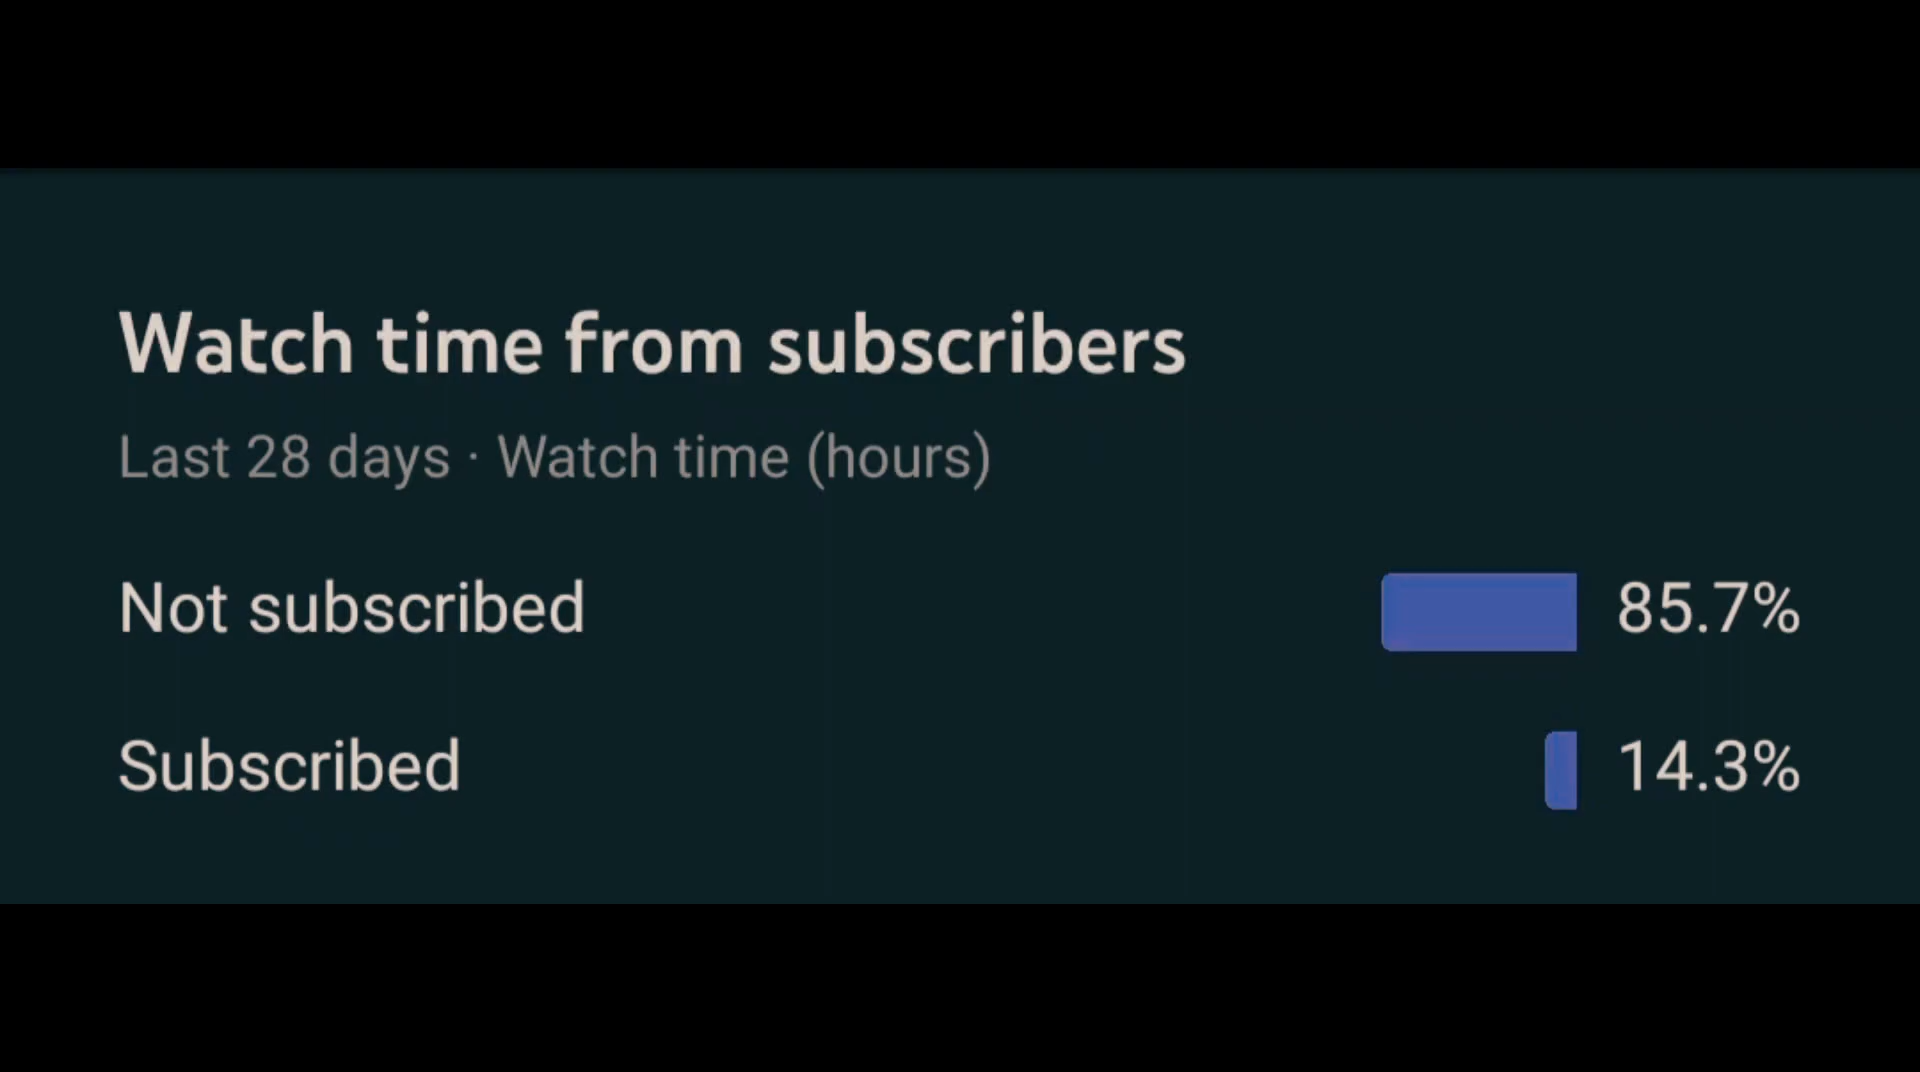 Watch time from subscribers
Last 28 days · Watch time (hours)
Not subscribed 85.7%
Subscribed 14.3%